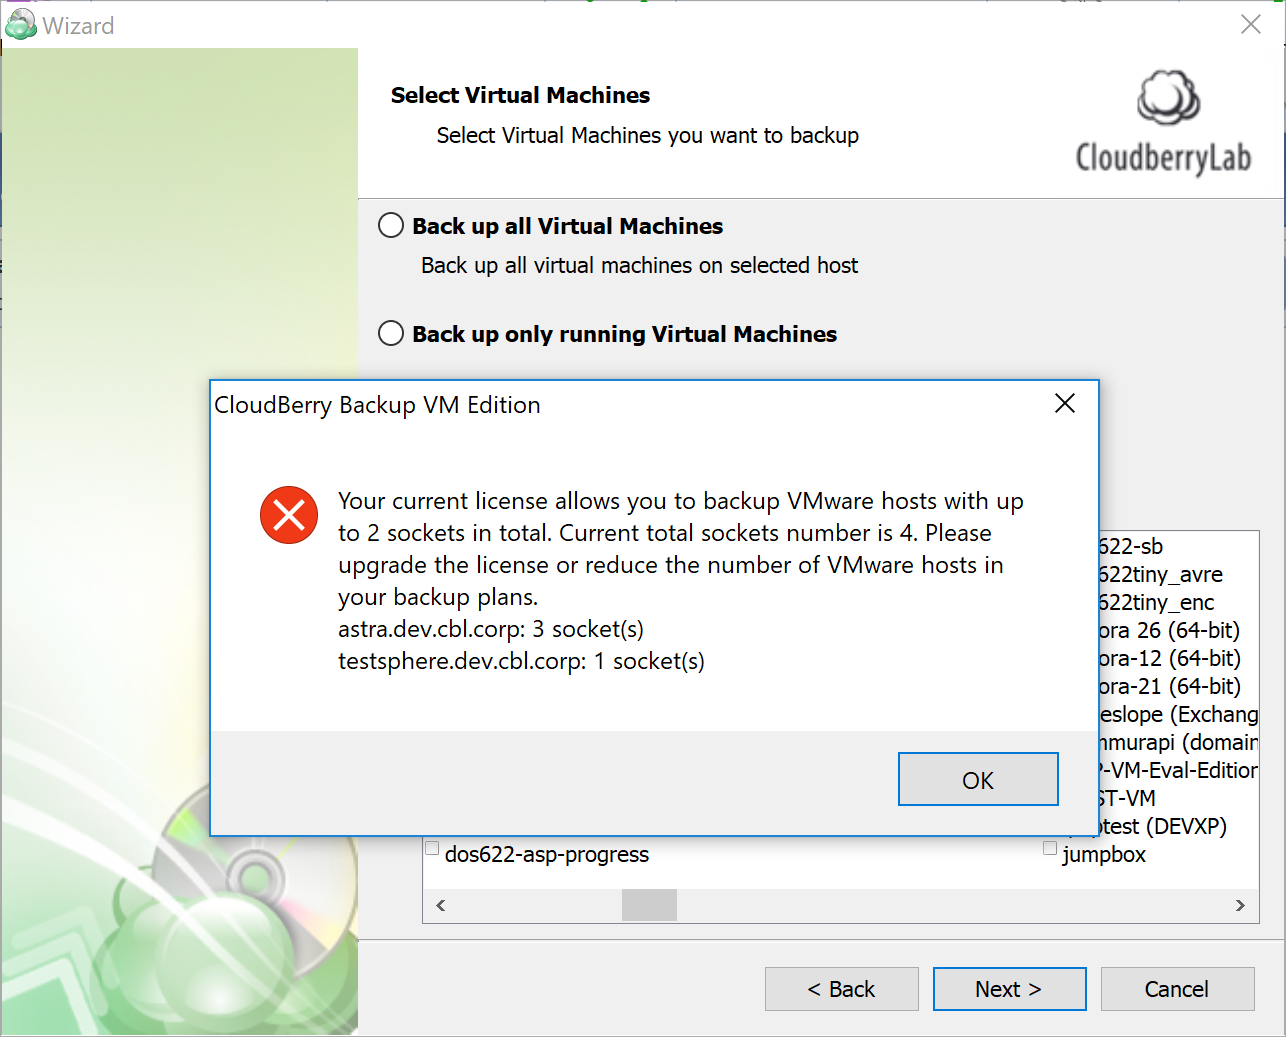 Wizard
Select Virtual Machines
Select Virtual Machines you want to backup
CloudberryLab
Back up all Virtual Machines
Back up all virtual machines on selected host
Back up only running Virtual Machines
CloudBerry Backup VM Edition
Your current license allows you to backup VMware hosts with up
to 2 sockets in total. Current total sockets number is 4. Please
upgrade the license or reduce the number of VMware hosts in
your backup plans.
astra.dev.cbl.corp: 3 socket(s)
testsphere.dev.cbl.corp: 1 socket(s)
OK
622-sb
622tiny_avre
622tiny_enc
ora 26 (64-bit)
ora-12 (64-bit)
ora-21 (64-bit)
eslope (Exchang
murapi (domain
P-VM-Eval-Edition
ST-VM
test (DEVXP)
dos622-asp-progress
jumpbox
< Back
Next >
Cancel